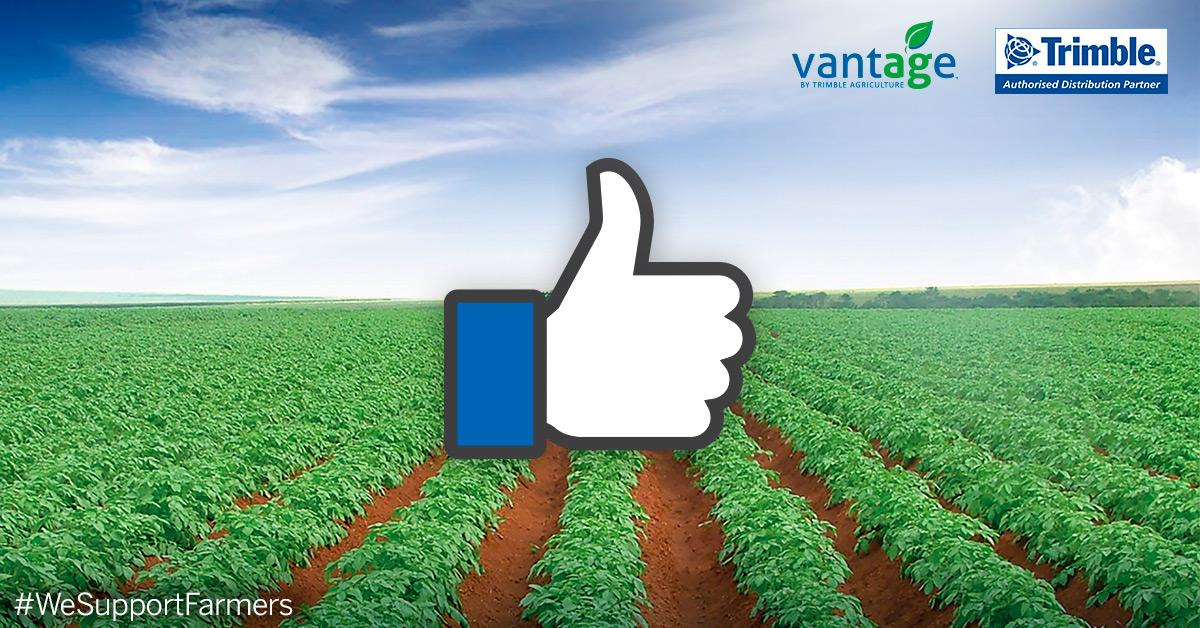 vantage
BY TRIMBLE AGRICULTURE
Trimble.
Authorised Distribution Partner
#WeSupportFarmers